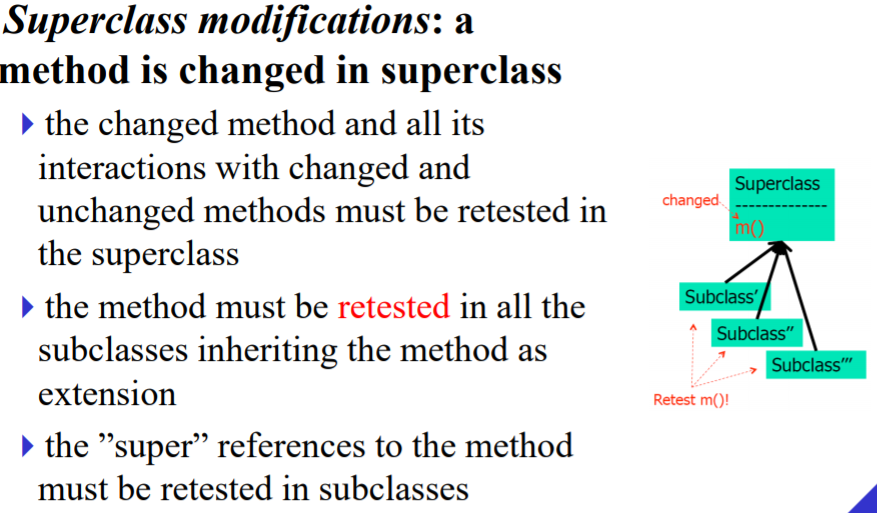 Superclass modifications: a
method is changed in superclass
the changed method and all its
interactions with changed and
unchanged methods must be retested in
the superclass
the method must be retested in all the
subclasses inheriting the method as
extension
the ”super” references to the method
must be retested in subclasses
Superclass
changed
---------------
m()
Subclass’
Subclass”
Subclass”’
Retest m()!